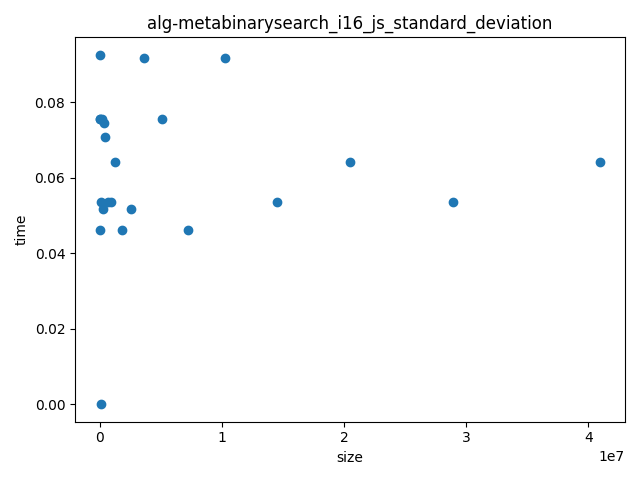 alg-metabinarysearch_i16_js_standard_deviation
0.08
0.06
0.04
0.02
0.00
time
0
1
2
3
4
1e7
size